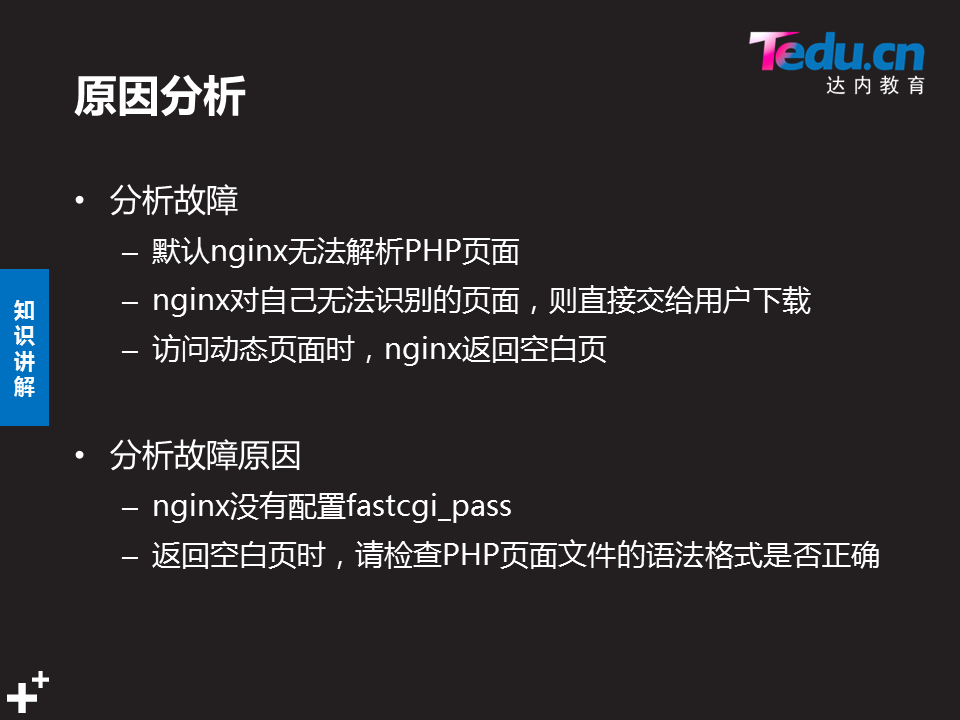 Tedu.cn
达内教育
原因分析
• 分析故障
– 默认nginx无法解析PHP页面
– nginx对自己无法识别的页面，则直接交给用户下载
– 访问动态页面时，nginx返回空白页
知识讲解
• 分析故障原因
– nginx没有配置fastcgi_pass
– 返回空白页时，请检查PHP页面文件的语法格式是否正确